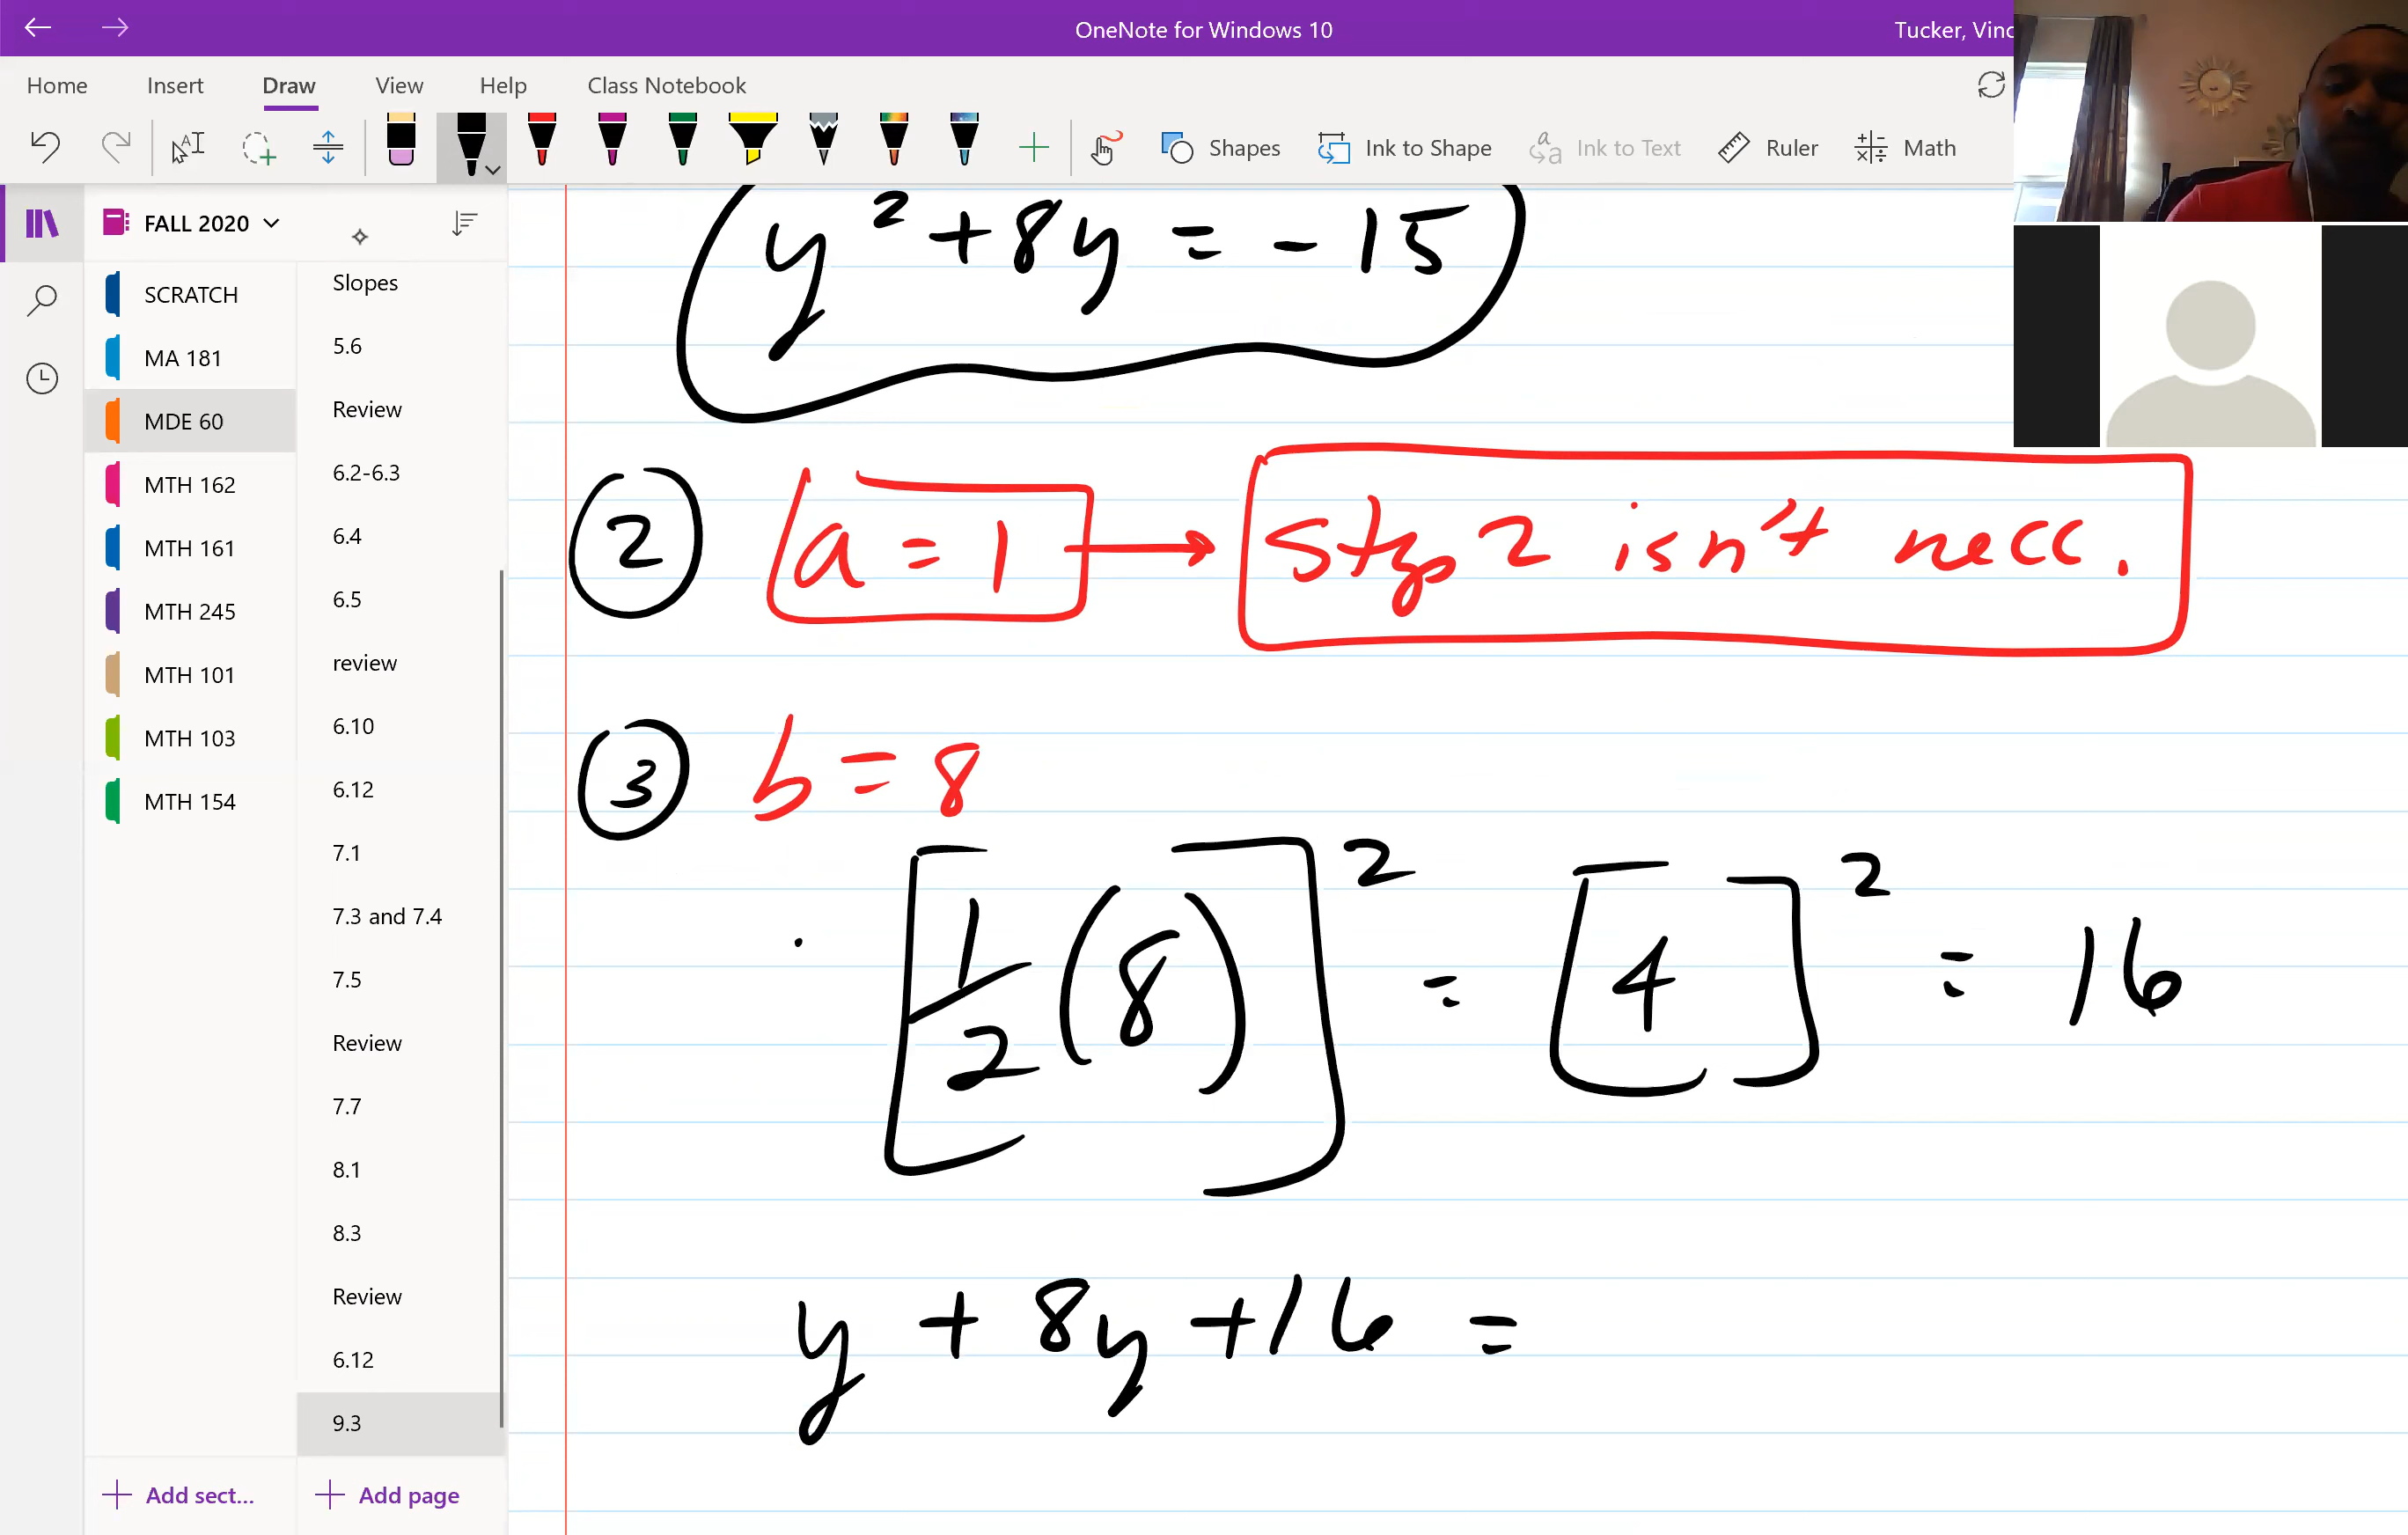 OneNote for Windows 10
Tucker, Vinc
Home Insert Draw View Help Class Notebook
Shapes Ink to Shape Ink to Text Ruler Math
FALL 2020
SCRATCH
MA 181
MDE 60
MTH 162
MTH 161
MTH 245
MTH 101
MTH 103
MTH 154
Add sect...
Slopes
5.6
Review
6.2-6.3
6.4
6.5
review
6.10
6.12
7.1
7.3 and 7.4
7.5
Review
7.7
8.1
8.3
Review
6.12
9.3
Add page
y² + 8y = -15
② a = 1 → Step 2 isn't necc.
③ b = 8
[1/2 (8)]² = [4]² = 16
y + 8y + 16 =